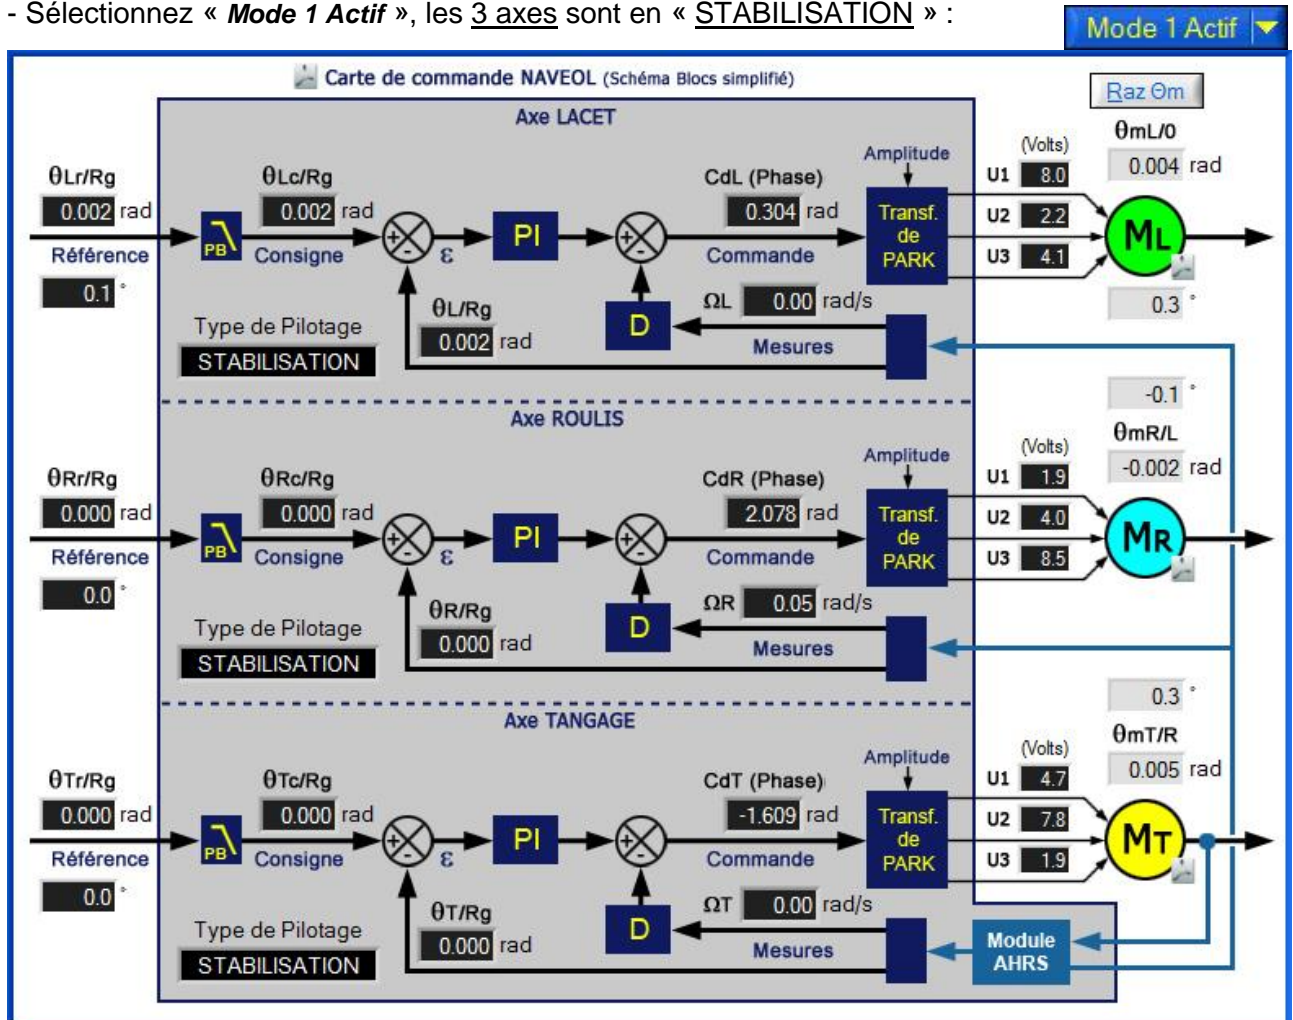 - Sélectionnez « Mode 1 Actif », les 3 axes sont en « STABILISATION » :
Mode 1 Actif
Carte de commande NAVEOL (Schéma Blocs simplifié)
Raz Θm
Axe LACET
θLr/Rg
0.002 rad
Référence
0.1 °
PB
θLc/Rg
0.002 rad
Consigne
+
-
ε
PI
+
-
CdL (Phase)
0.304 rad
Commande
Amplitude
Transf.
de
PARK
(Volts)
U1 8.0
U2 2.2
U3 4.1
θmL/0
0.004 rad
ML
0.3 °
Type de Pilotage
STABILISATION
θL/Rg
0.002 rad
D
ΩL 0.00 rad/s
Mesures
Axe ROULIS
θRr/Rg
0.000 rad
Référence
0.0 °
PB
θRc/Rg
0.000 rad
Consigne
+
-
ε
PI
+
-
CdR (Phase)
2.078 rad
Commande
Amplitude
Transf.
de
PARK
(Volts)
U1 1.9
U2 4.0
U3 8.5
-0.1 °
θmR/L
-0.002 rad
MR
Type de Pilotage
STABILISATION
θR/Rg
0.000 rad
D
ΩR 0.05 rad/s
Mesures
Axe TANGAGE
θTr/Rg
0.000 rad
Référence
0.0 °
PB
θTc/Rg
0.000 rad
Consigne
+
-
ε
PI
+
-
CdT (Phase)
-1.609 rad
Commande
Amplitude
Transf.
de
PARK
(Volts)
U1 4.7
U2 7.8
U3 1.9
0.3 °
θmT/R
0.005 rad
MT
Type de Pilotage
STABILISATION
θT/Rg
0.000 rad
D
ΩT 0.00 rad/s
Mesures
Module
AHRS